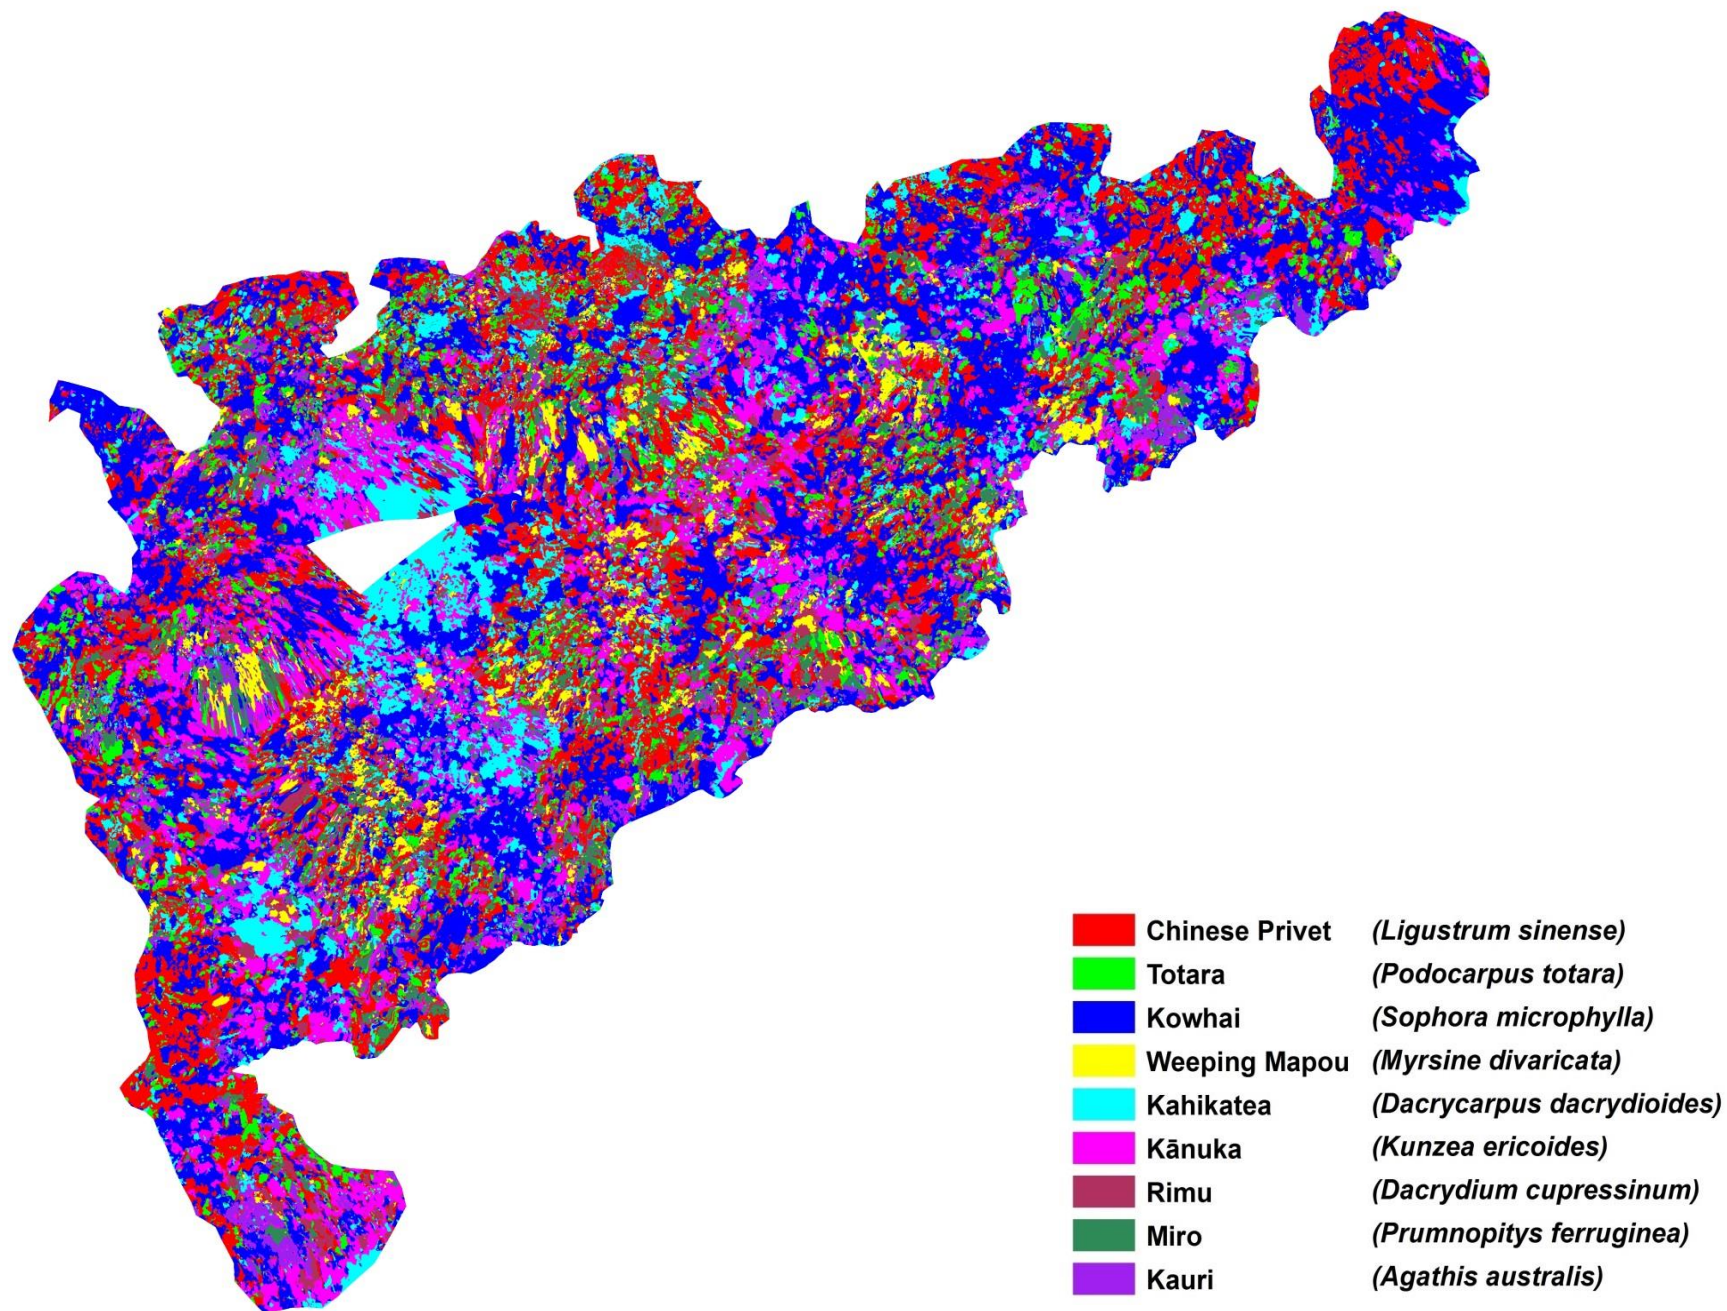 Chinese Privet (Ligustrum sinense)
Totara (Podocarpus totara)
Kowhai (Sophora microphylla)
Weeping Mapou (Myrsine divaricata)
Kahikatea (Dacrycarpus dacrydioides)
Kānuka (Kunzea ericoides)
Rimu (Dacrydium cupressinum)
Miro (Prumnopitys ferruginea)
Kauri (Agathis australis)